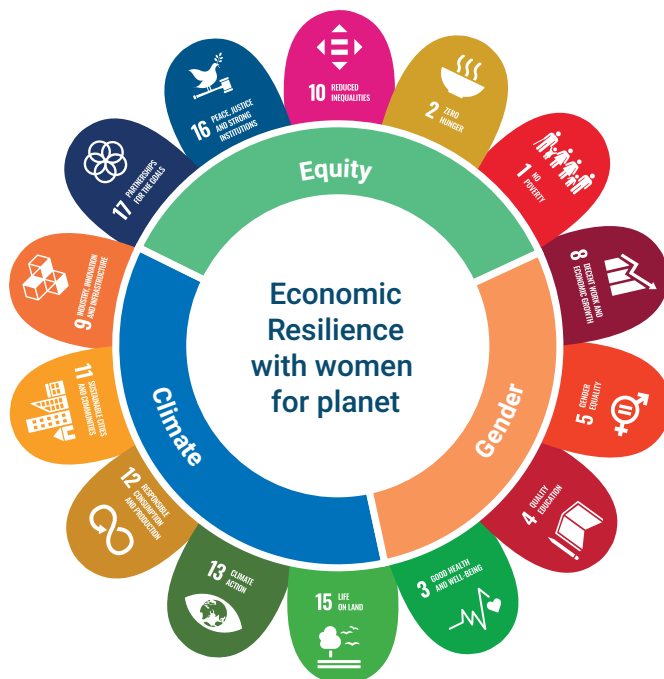 Economic
Resilience
with women
for planet
Equity
Gender
Climate
10 REDUCED
INEQUALITIES
2 ZERO
HUNGER
1 NO
POVERTY
8 DECENT WORK AND
ECONOMIC GROWTH
5 GENDER
EQUALITY
4 QUALITY
EDUCATION
3 GOOD HEALTH
AND WELL-BEING
15 LIFE
ON LAND
13 CLIMATE
ACTION
12 RESPONSIBLE
CONSUMPTION
AND PRODUCTION
11 SUSTAINABLE CITIES
AND COMMUNITIES
9 INDUSTRY, INNOVATION
AND INFRASTRUCTURE
17 PARTNERSHIPS
FOR THE GOALS
16 PEACE, JUSTICE
AND STRONG
INSTITUTIONS